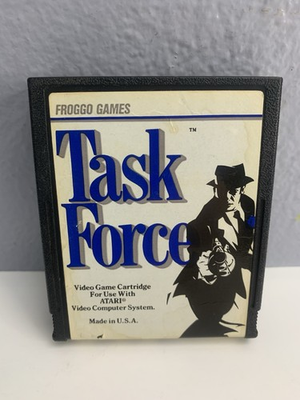 FROGGO GAMES
Task
™
Force
Video Game Cartridge
For Use With
ATARI®
Video Computer System.
Made in U.S.A.